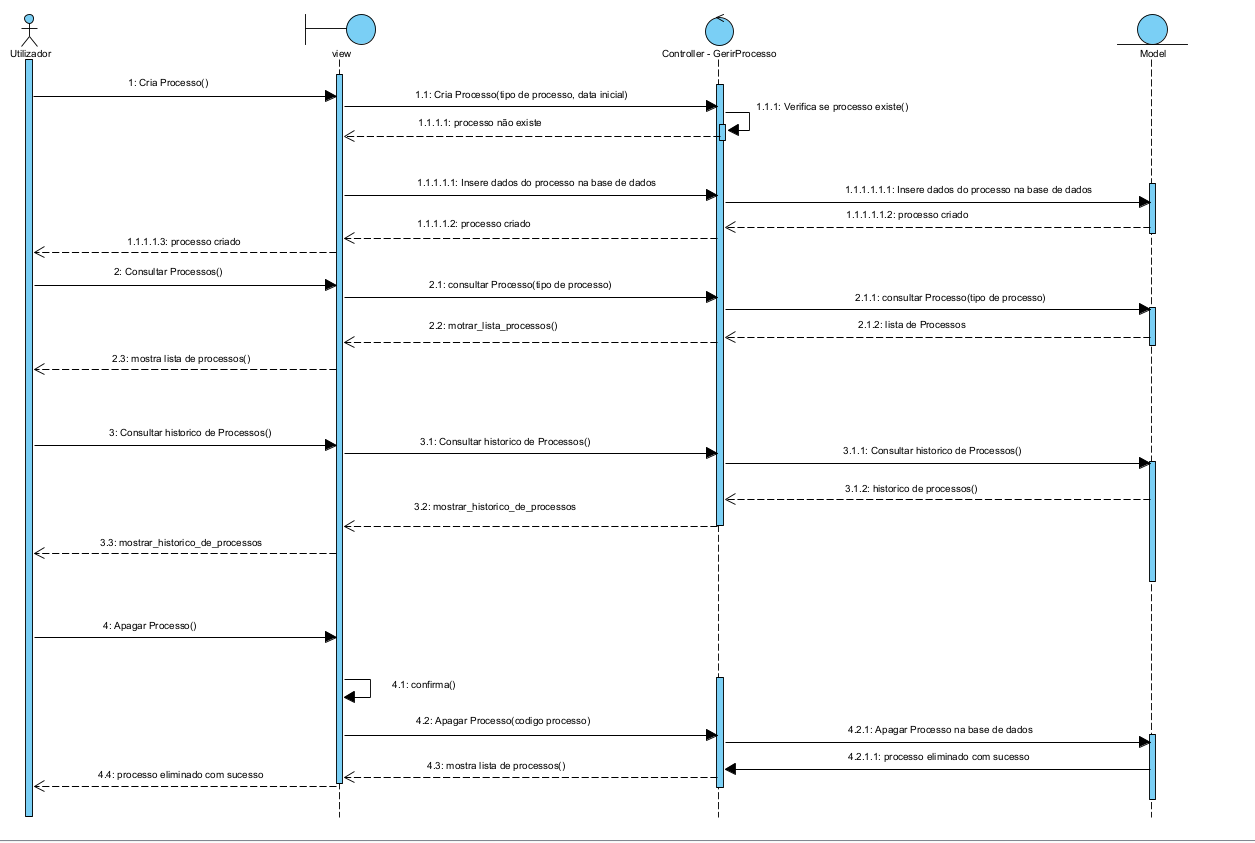 Utilizador
view
Controller - GerirProcesso
Model
1: Cria Processo()
1.1: Cria Processo(tipo de processo, data inicial)
1.1.1: Verifica se processo existe()
1.1.1.1: processo não existe
1.1.1.1.1: Insere dados do processo na base de dados
1.1.1.1.1.1: Insere dados do processo na base de dados
1.1.1.1.1.2: processo criado
1.1.1.1.2: processo criado
1.1.1.1.3: processo criado
2: Consultar Processos()
2.1: consultar Processo(tipo de processo)
2.1.1: consultar Processo(tipo de processo)
2.1.2: lista de Processos
2.2: motrar_lista_processos()
2.3: mostra lista de processos()
3: Consultar historico de Processos()
3.1: Consultar historico de Processos()
3.1.1: Consultar historico de Processos()
3.1.2: historico de processos()
3.2: mostrar_historico_de_processos
3.3: mostrar_historico_de_processos
4: Apagar Processo()
4.1: confirma()
4.2: Apagar Processo(codigo processo)
4.2.1: Apagar Processo na base de dados
4.2.1.1: processo eliminado com sucesso
4.3: mostra lista de processos()
4.4: processo eliminado com sucesso